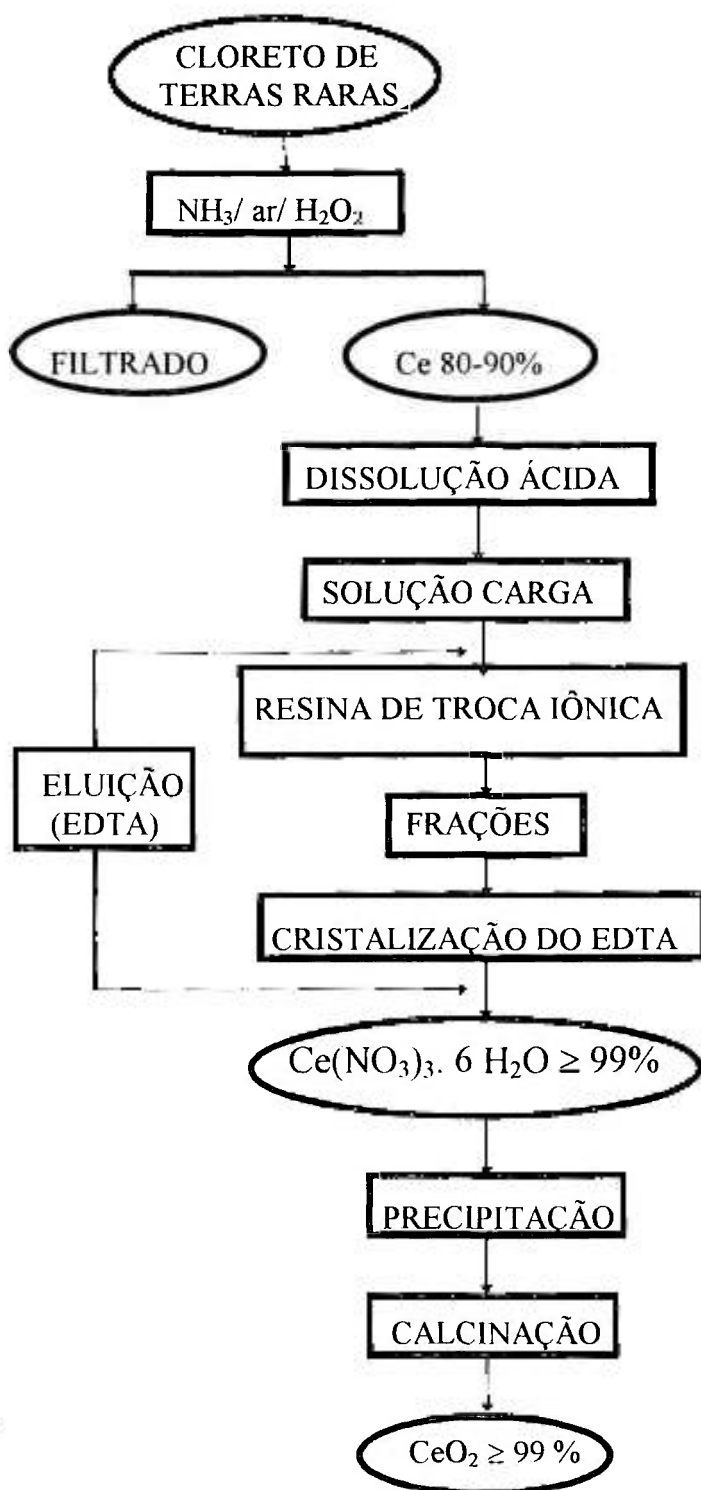 CLORETO DE
TERRAS RARAS
NH₃/ ar/ H₂O₂
FILTRADO
Ce 80-90%
DISSOLUÇÃO ÁCIDA
SOLUÇÃO CARGA
RESINA DE TROCA IÔNICA
ELUIÇÃO
(EDTA)
FRAÇÕES
CRISTALIZAÇÃO DO EDTA
Ce(NO₃)₃. 6 H₂O ≥ 99%
PRECIPITAÇÃO
CALCINAÇÃO
CeO₂ ≥ 99 %